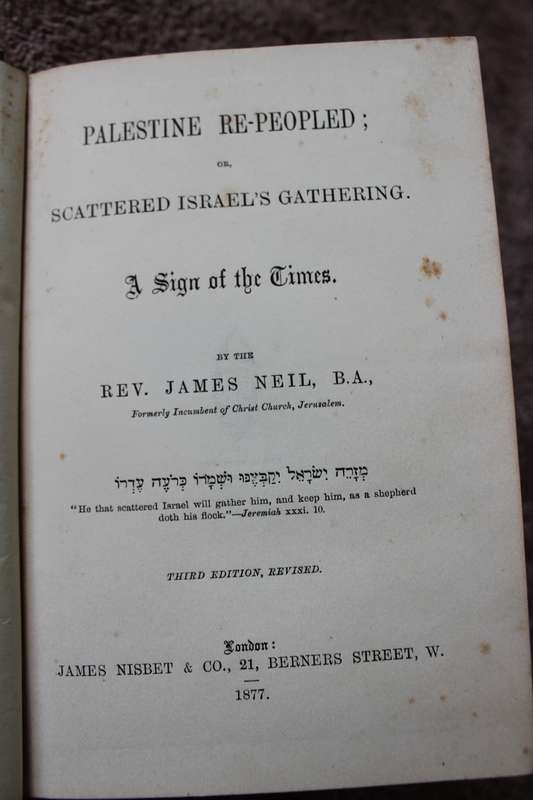 PALESTINE RE-PEOPLED;
OR,
SCATTERED ISRAEL'S GATHERING.
A Sign of the Times.
BY THE
REV. JAMES NEIL, B.A.,
Formerly Incumbent of Christ Church, Jerusalem.
מְזָרֵה יִשְׂרָאֵל יְקַבְּצֶנּוּ וּשְׁמָרוֹ כְּרֹעֶה עֶדְרוֹ
"He that scattered Israel will gather him, and keep him, as a shepherd
doth his flock."—Jeremiah xxxi. 10.
THIRD EDITION, REVISED.
London:
JAMES NISBET & CO., 21, BERNERS STREET, W.
1877.